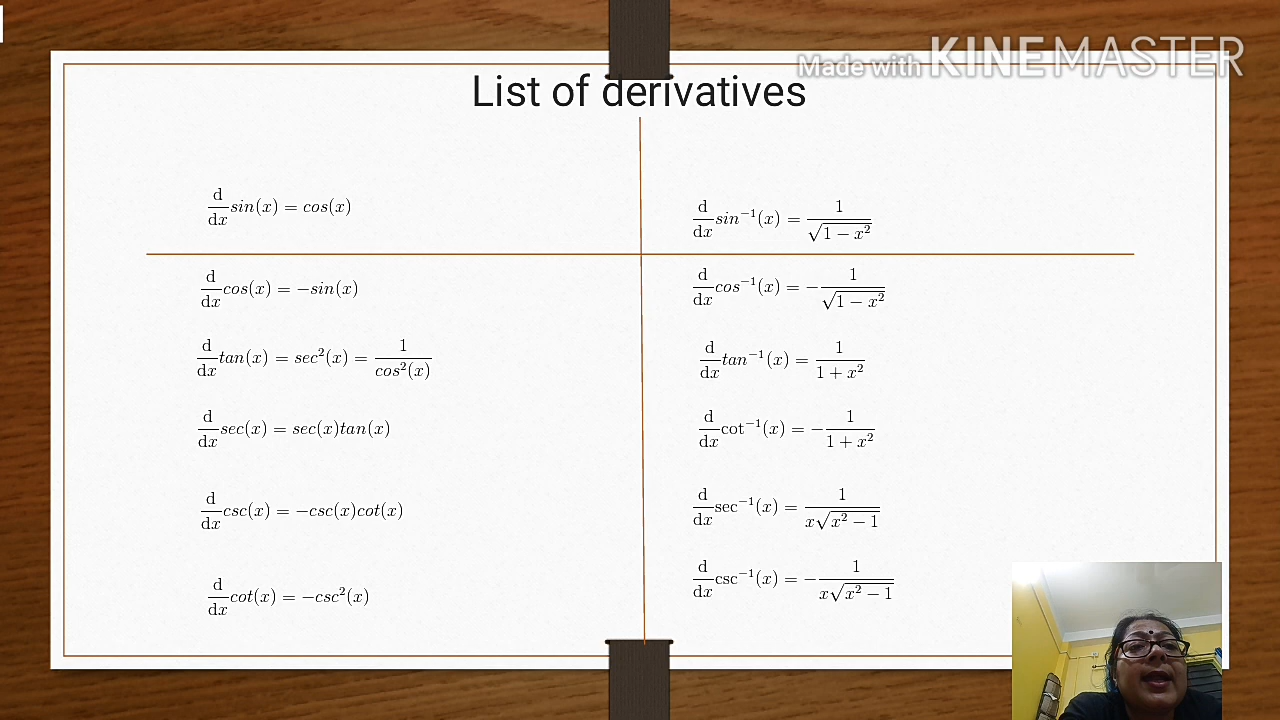 Made with KINEMASTER
List of derivatives
d/dx sin(x) = cos(x)
d/dx cos(x) = −sin(x)
d/dx tan(x) = sec²(x) = 1/cos²(x)
d/dx sec(x) = sec(x)tan(x)
d/dx csc(x) = −csc(x)cot(x)
d/dx cot(x) = −csc²(x)
d/dx sin⁻¹(x) = 1/√(1 − x²)
d/dx cos⁻¹(x) = −1/√(1 − x²)
d/dx tan⁻¹(x) = 1/(1 + x²)
d/dx cot⁻¹(x) = −1/(1 + x²)
d/dx sec⁻¹(x) = 1/(x√(x² − 1))
d/dx csc⁻¹(x) = −1/(x√(x² − 1))